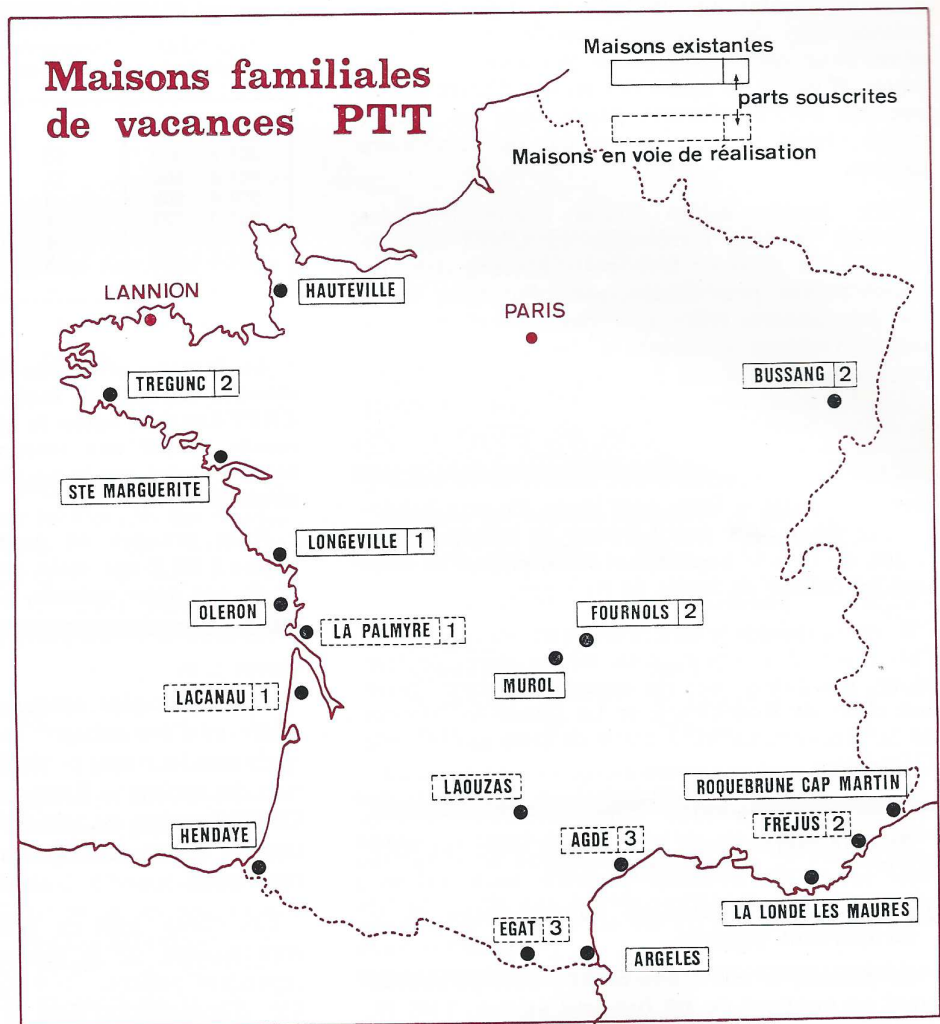 Maisons familiales
de vacances PTT
Maisons existantes
parts souscrites
Maisons en voie de réalisation
HAUTEVILLE
LANNION
PARIS
TREGUNC 2
BUSSANG 2
STE MARGUERITE
LONGEVILLE 1
OLERON
LA PALMYRE 1
FOURNOLS 2
MUROL
LACANAU 1
LAOUZAS
ROQUEBRUNE CAP MARTIN
HENDAYE
AGDE 3
FREJUS 2
LA LONDE LES MAURES
EGAT 3
ARGELES